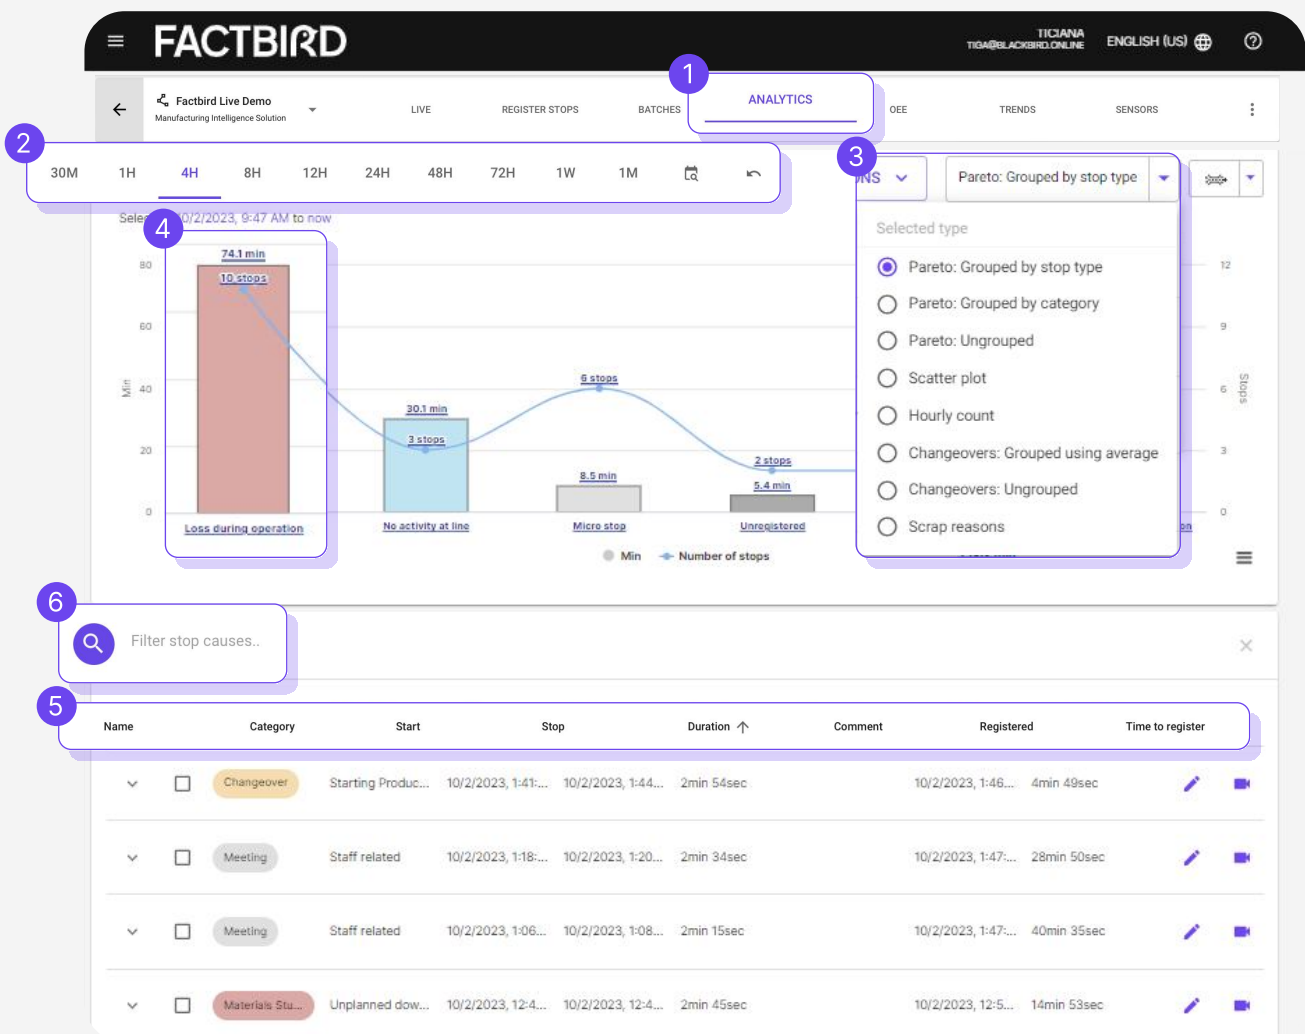 FACTBIRD
TICIANA
TIGA@BLACKBIRD.ONLINE
ENGLISH (US)
1
Factbird Live Demo
Manufacturing Intelligence Solution
LIVE
REGISTER STOPS
BATCHES
ANALYTICS
OEE
TRENDS
SENSORS
2
30M 1H 4H 8H 12H 24H 48H 72H 1W 1M
3
NS
Pareto: Grouped by stop type
Selected type
Pareto: Grouped by stop type
Pareto: Grouped by category
Pareto: Ungrouped
Scatter plot
Hourly count
Changeovers: Grouped using average
Changeovers: Ungrouped
Scrap reasons
10/2/2023, 9:47 AM to now
4
80
60
40
20
0
Min
74.1 min
10 stops
30.1 min
3 stops
6 stops
8.5 min
2 stops
5.4 min
12
9
6
3
0
Stops
Loss during operation
No activity at line
Micro stop
Unregistered
on
Min
Number of stops
6
Filter stop causes..
5
Name Category Start Stop Duration Comment Registered Time to register
Changeover Starting Produc... 10/2/2023, 1:41:... 10/2/2023, 1:44... 2min 54sec 10/2/2023, 1:46... 4min 49sec
Meeting Staff related 10/2/2023, 1:18:... 10/2/2023, 1:20... 2min 34sec 10/2/2023, 1:47:... 28min 50sec
Meeting Staff related 10/2/2023, 1:06... 10/2/2023, 1:08... 2min 15sec 10/2/2023, 1:47:... 40min 35sec
Materials Stu... Unplanned dow... 10/2/2023, 12:4... 10/2/2023, 12:4... 2min 45sec 10/2/2023, 12:5... 14min 53sec